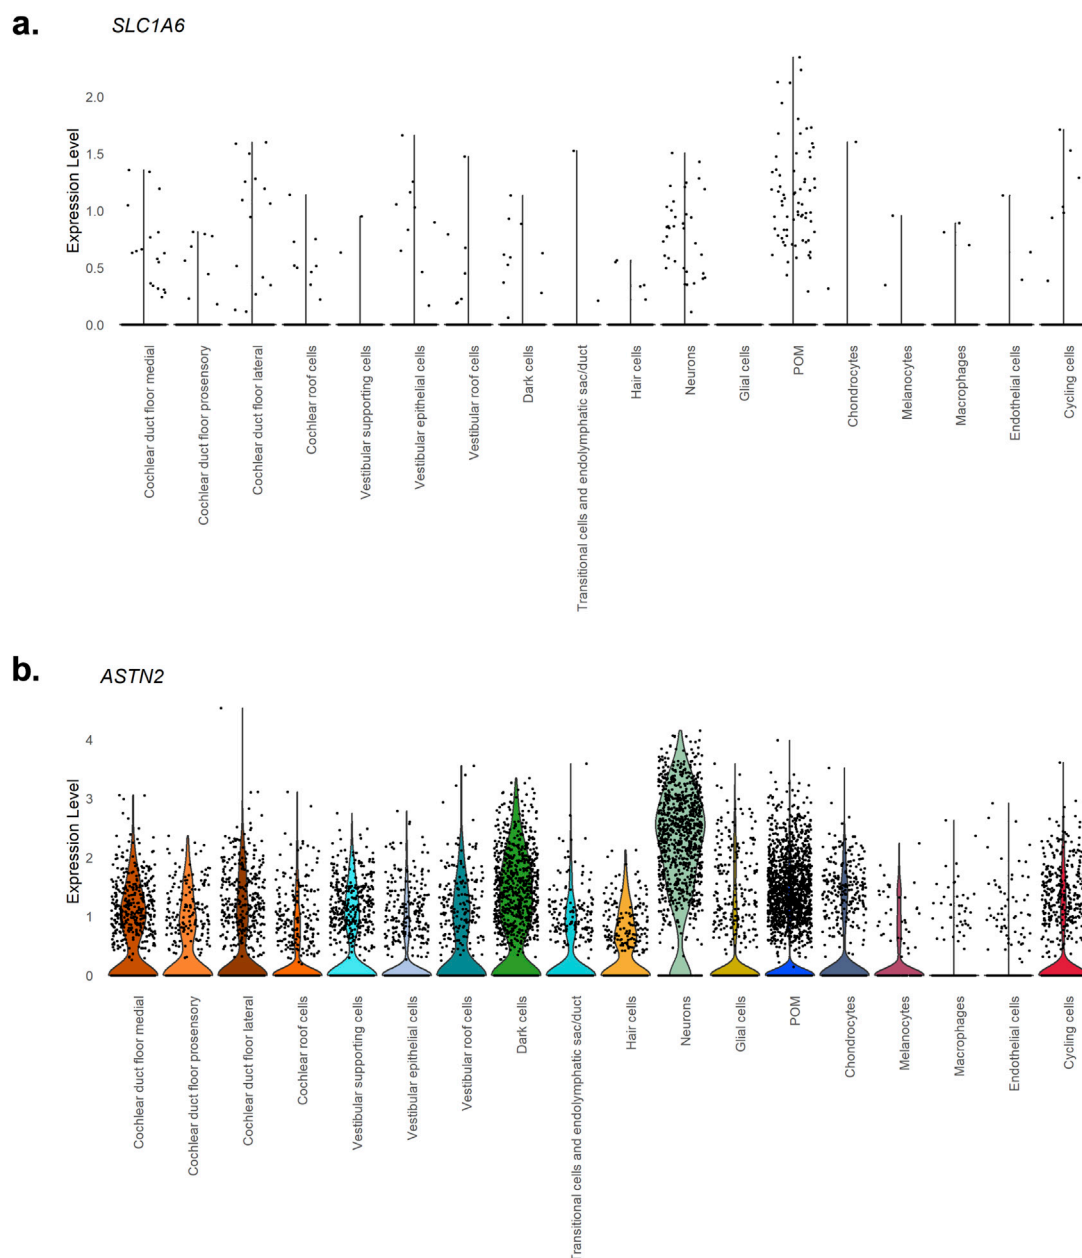 a.
SLC1A6
Expression Level
2.0
1.5
1.0
0.5
0.0
Cochlear duct floor medial
Cochlear duct floor prosensory
Cochlear duct floor lateral
Cochlear roof cells
Vestibular supporting cells
Vestibular epithelial cells
Vestibular roof cells
Dark cells
Transitional cells and endolymphatic sac/duct
Hair cells
Neurons
Glial cells
POM
Chondrocytes
Melanocytes
Macrophages
Endothelial cells
Cycling cells
b.
ASTN2
Expression Level
4
3
2
1
0
Cochlear duct floor medial
Cochlear duct floor prosensory
Cochlear duct floor lateral
Cochlear roof cells
Vestibular supporting cells
Vestibular epithelial cells
Vestibular roof cells
Dark cells
Transitional cells and endolymphatic sac/duct
Hair cells
Neurons
Glial cells
POM
Chondrocytes
Melanocytes
Macrophages
Endothelial cells
Cycling cells